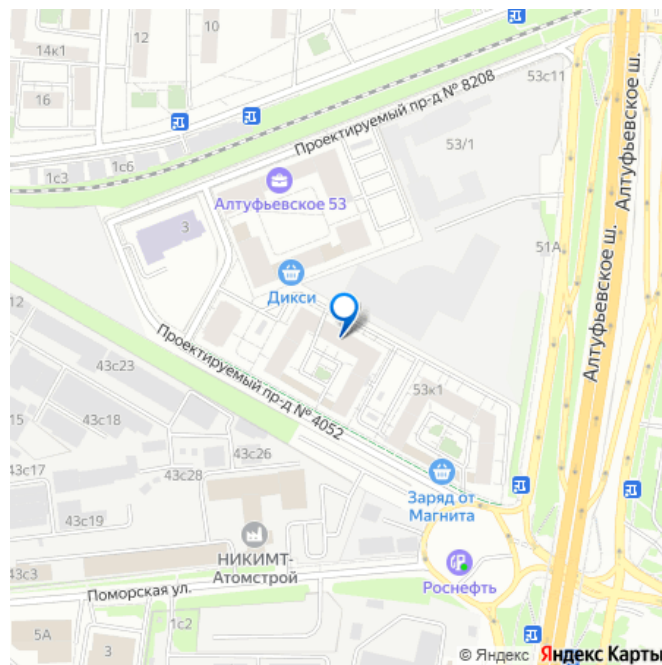 14к1
12
10
16
1с3
1с6
Проектируемый пр-д № 8208
53с11
Алтуфьевское ш.
53/1
Алтуфьевское 53
3
51А
Дикси
12
Алтуфьевское ш.
Проектируемый пр-д № 4052
43с23
53к1
15
43с18
43с26
43с17
43с28
Заряд от
Магнита
43с19
НИКИМТ-
Атомстрой
43с3
Роснефть
Поморская ул.
1с2
5А
3
© Яндекс Яндекс Карты